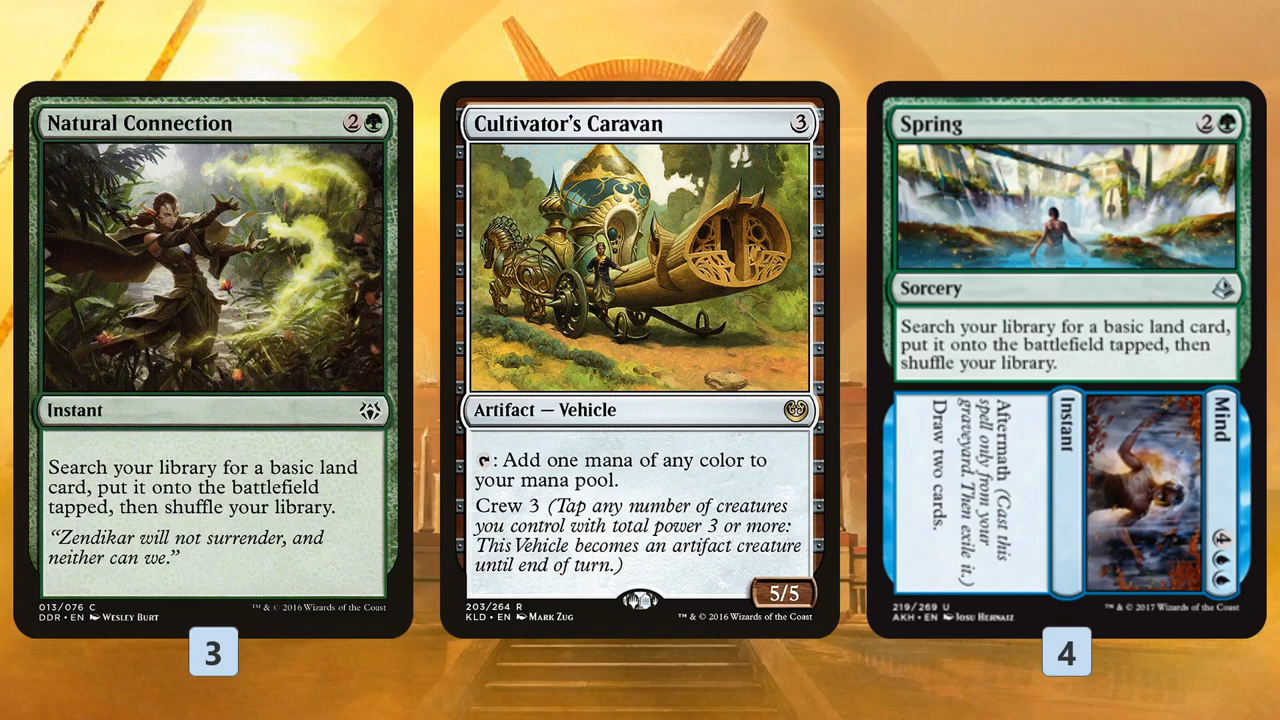 Natural Connection 2
Instant
Search your library for a basic land
card, put it onto the battlefield
tapped, then shuffle your library.
“Zendikar will not surrender, and
neither can we.”
013/076 C
DDR • EN Wesley Burt
™ & © 2016 Wizards of the Coast
3
Cultivator's Caravan 3
Artifact — Vehicle
: Add one mana of any color to
your mana pool.
Crew 3 (Tap any number of creatures
you control with total power 3 or more:
This Vehicle becomes an artifact creature
until end of turn.)
5/5
203/264 R
KLD • EN Mark Zug
™ & © 2016 Wizards of the Coast
Spring 2
Sorcery
Search your library for a basic land card,
put it onto the battlefield tapped, then
shuffle your library.
Mind 4
Instant
Aftermath (Cast this
spell only from your
graveyard. Then exile it.)
Draw two cards.
219/269 U
AKH • EN Josu Hernaiz
™ & © 2017 Wizards of the Coast
4